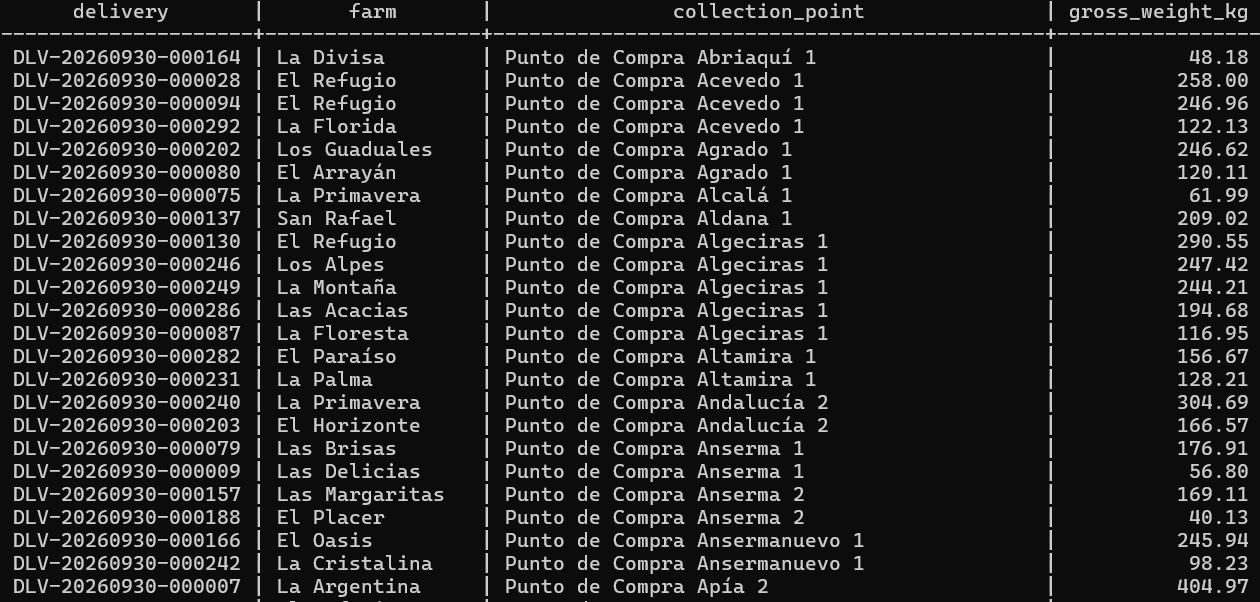 delivery | farm | collection_point | gross_weight_kg
DLV-20260930-000164 | La Divisa | Punto de Compra Abriaquí 1 | 48.18
DLV-20260930-000028 | El Refugio | Punto de Compra Acevedo 1 | 258.00
DLV-20260930-000094 | El Refugio | Punto de Compra Acevedo 1 | 246.96
DLV-20260930-000292 | La Florida | Punto de Compra Acevedo 1 | 122.13
DLV-20260930-000202 | Los Guaduales | Punto de Compra Agrado 1 | 246.62
DLV-20260930-000080 | El Arrayán | Punto de Compra Agrado 1 | 120.11
DLV-20260930-000075 | La Primavera | Punto de Compra Alcalá 1 | 61.99
DLV-20260930-000137 | San Rafael | Punto de Compra Aldana 1 | 209.02
DLV-20260930-000130 | El Refugio | Punto de Compra Algeciras 1 | 290.55
DLV-20260930-000246 | Los Alpes | Punto de Compra Algeciras 1 | 247.42
DLV-20260930-000249 | La Montaña | Punto de Compra Algeciras 1 | 244.21
DLV-20260930-000286 | Las Acacias | Punto de Compra Algeciras 1 | 194.68
DLV-20260930-000087 | La Floresta | Punto de Compra Algeciras 1 | 116.95
DLV-20260930-000282 | El Paraíso | Punto de Compra Altamira 1 | 156.67
DLV-20260930-000231 | La Palma | Punto de Compra Altamira 1 | 128.21
DLV-20260930-000240 | La Primavera | Punto de Compra Andalucía 2 | 304.69
DLV-20260930-000203 | El Horizonte | Punto de Compra Andalucía 2 | 166.57
DLV-20260930-000079 | Las Brisas | Punto de Compra Anserma 1 | 176.91
DLV-20260930-000009 | Las Delicias | Punto de Compra Anserma 1 | 56.80
DLV-20260930-000157 | Las Margaritas | Punto de Compra Anserma 2 | 169.11
DLV-20260930-000188 | El Placer | Punto de Compra Anserma 2 | 40.13
DLV-20260930-000166 | El Oasis | Punto de Compra Ansermanuevo 1 | 245.94
DLV-20260930-000242 | La Cristalina | Punto de Compra Ansermanuevo 1 | 98.23
DLV-20260930-000007 | La Argentina | Punto de Compra Apía 2 | 404.97